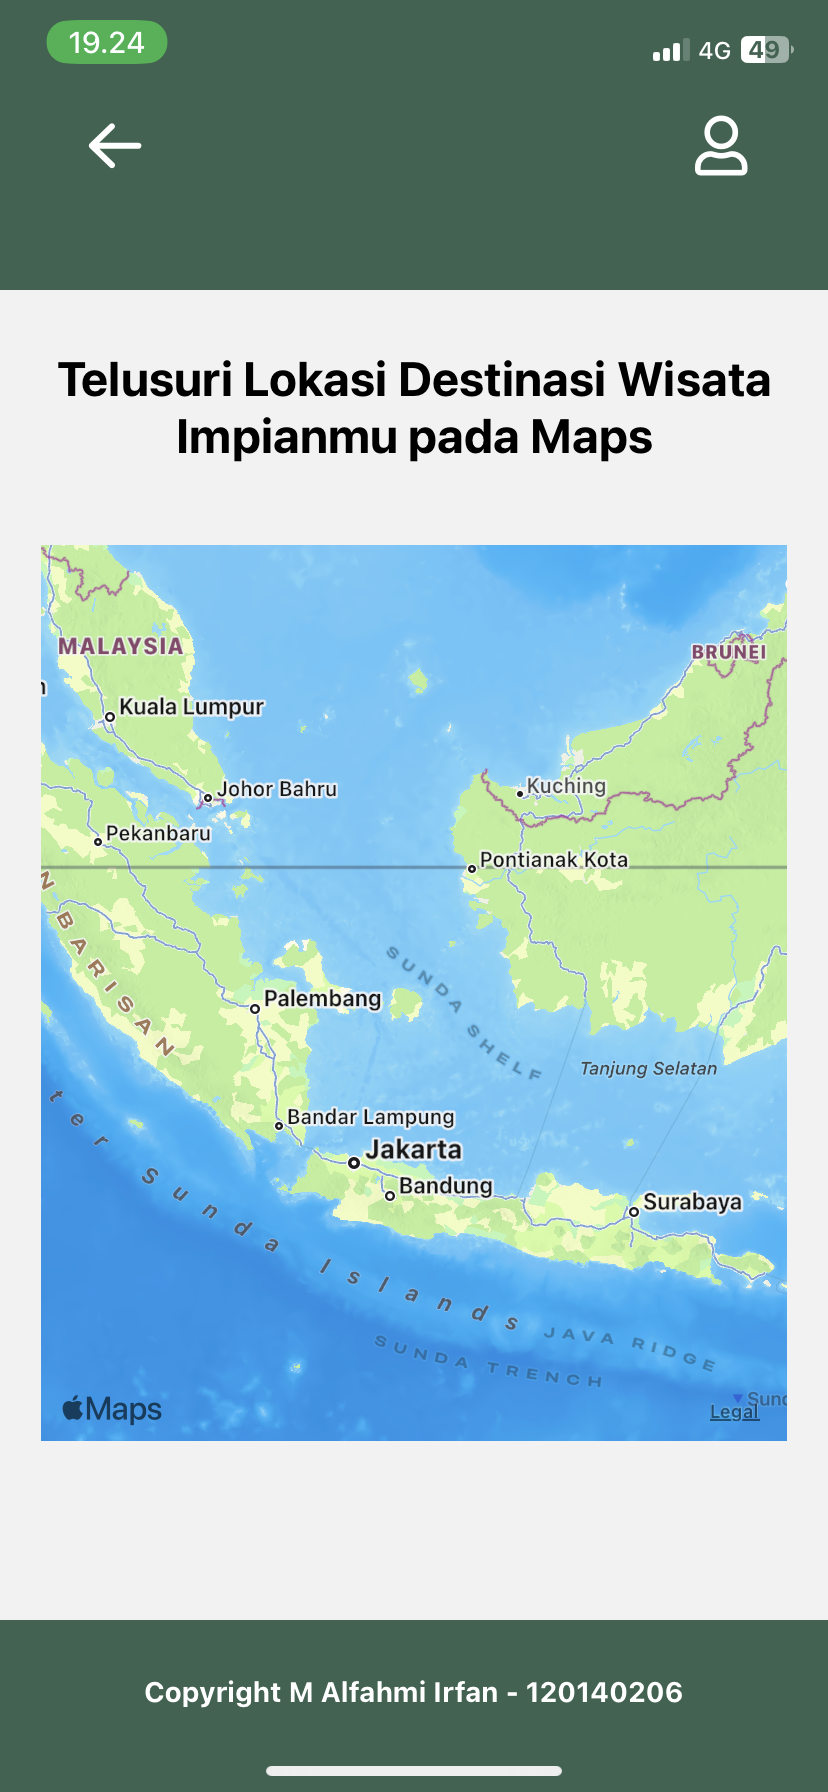 19.24
4G
49
Telusuri Lokasi Destinasi Wisata
Impianmu pada Maps
MALAYSIA
BRUNEI
Kuala Lumpur
Johor Bahru
Kuching
Pekanbaru
Pontianak Kota
N BARISAN
SUNDA SHELF
Palembang
Tanjung Selatan
Bandar Lampung
Jakarta
Bandung
Surabaya
ter Sunda Islands
JAVA RIDGE
SUNDA TRENCH
Sund
Maps
Legal
Copyright M Alfahmi Irfan - 120140206